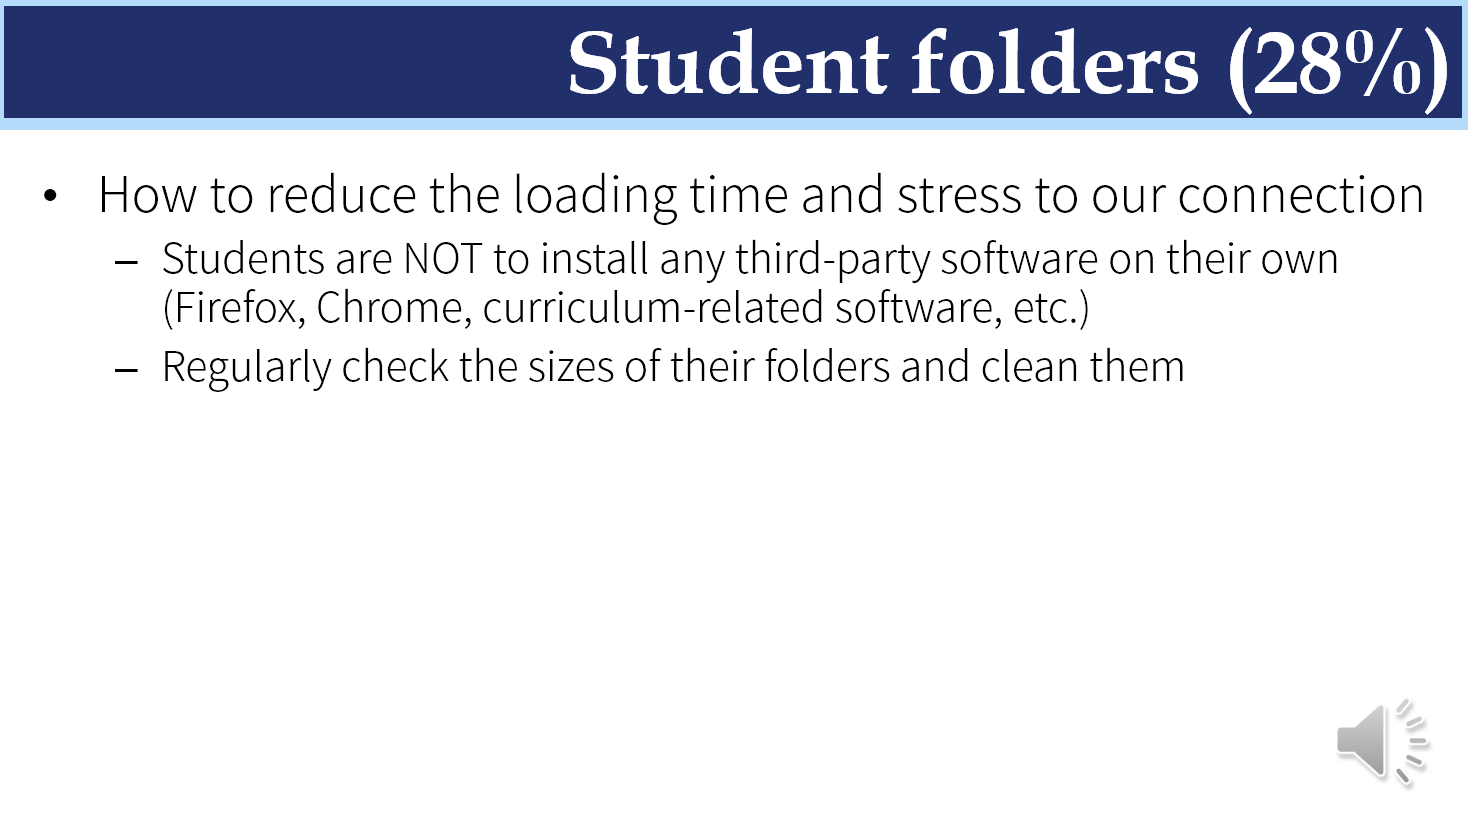 Student folders (28%)
• How to reduce the loading time and stress to our connection
– Students are NOT to install any third-party software on their own
(Firefox, Chrome, curriculum-related software, etc.)
– Regularly check the sizes of their folders and clean them